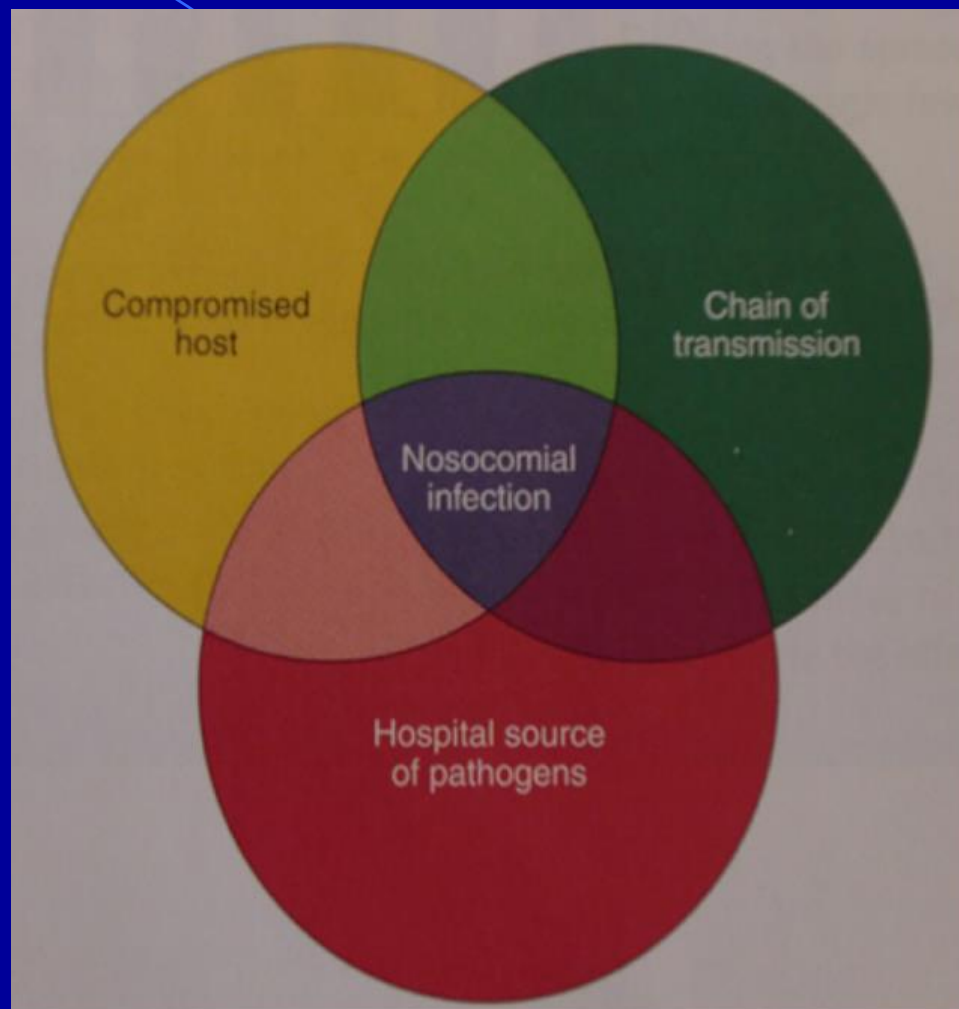 Compromised
host
Chain of
transmission
Nosocomial
infection
Hospital source
of pathogens